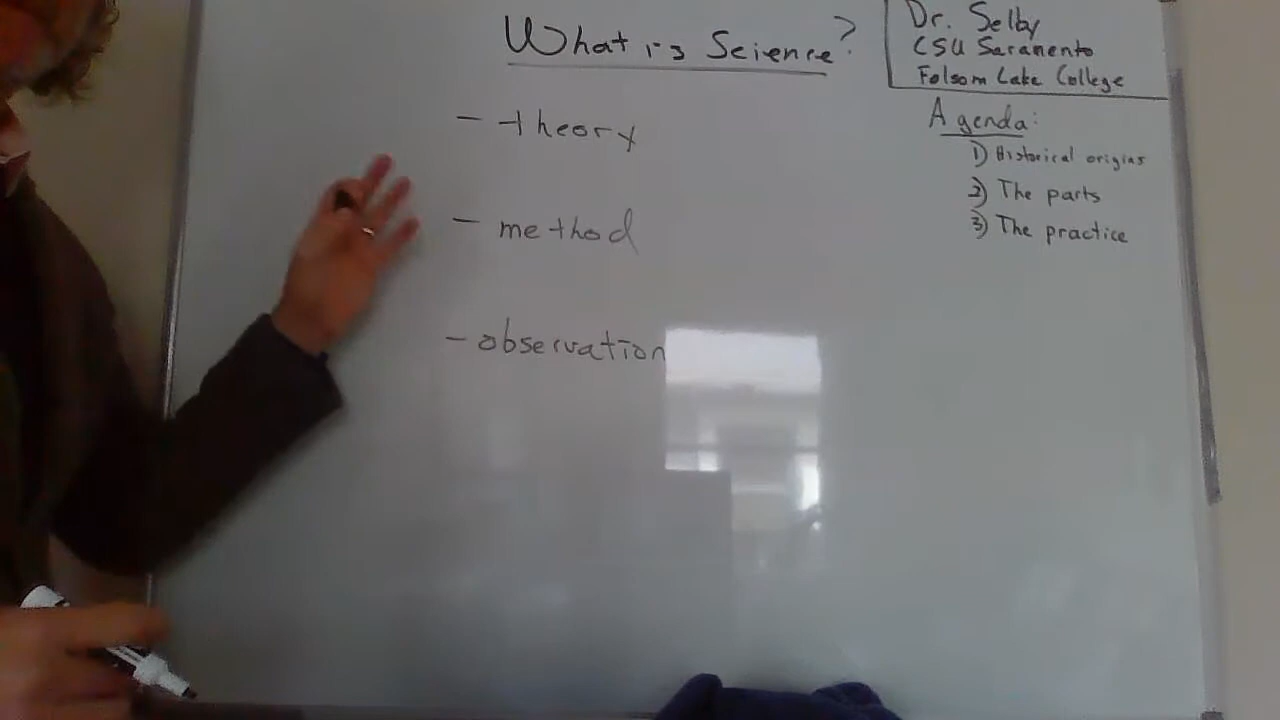 What is Science?
- theory
- method
- observation
Dr. Selby
CSU Saramento
Folsom Lake College
Agenda:
1) Historical origins
2) The parts
3) The practice